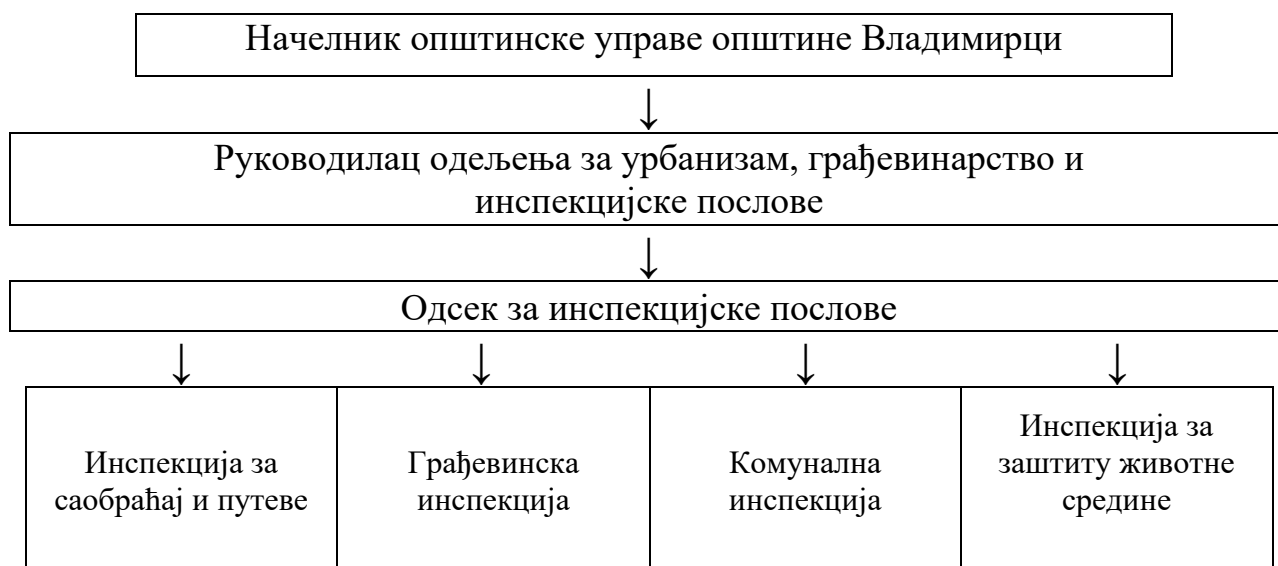 Начелник општинске управе општине Владимирци
Руководилац одељења за урбанизам, грађевинарство и
инспекцијске послове
Одсек за инспекцијске послове
Инспекција за
саобраћај и путеве
Грађевинска
инспекција
Комунална
инспекција
Инспекција за
заштиту животне
средине